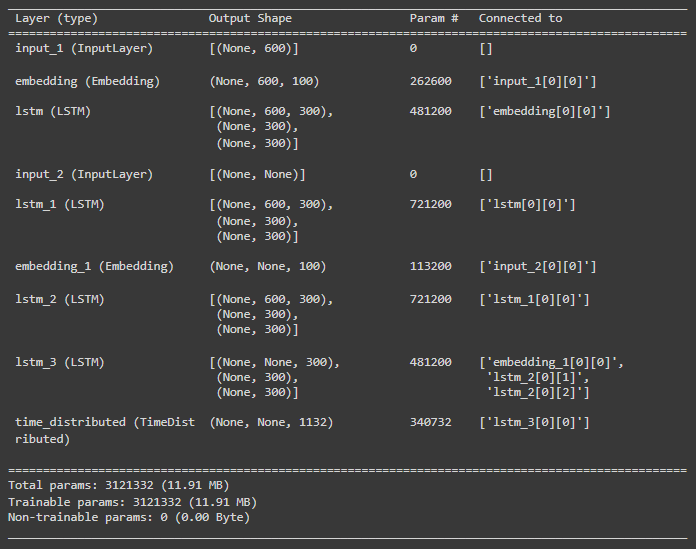 Layer (type) Output Shape Param # Connected to
==================================================================================================
input_1 (InputLayer) [(None, 600)] 0 []
embedding (Embedding) (None, 600, 100) 262600 ['input_1[0][0]']
lstm (LSTM) [(None, 600, 300), 481200 ['embedding[0][0]']
(None, 300),
(None, 300)]
input_2 (InputLayer) [(None, None)] 0 []
lstm_1 (LSTM) [(None, 600, 300), 721200 ['lstm[0][0]']
(None, 300),
(None, 300)]
embedding_1 (Embedding) (None, None, 100) 113200 ['input_2[0][0]']
lstm_2 (LSTM) [(None, 600, 300), 721200 ['lstm_1[0][0]']
(None, 300),
(None, 300)]
lstm_3 (LSTM) [(None, None, 300), 481200 ['embedding_1[0][0]',
(None, 300), 'lstm_2[0][1]',
(None, 300)] 'lstm_2[0][2]']
time_distributed (TimeDist (None, None, 1132) 340732 ['lstm_3[0][0]']
ributed)
==================================================================================================
Total params: 3121332 (11.91 MB)
Trainable params: 3121332 (11.91 MB)
Non-trainable params: 0 (0.00 Byte)